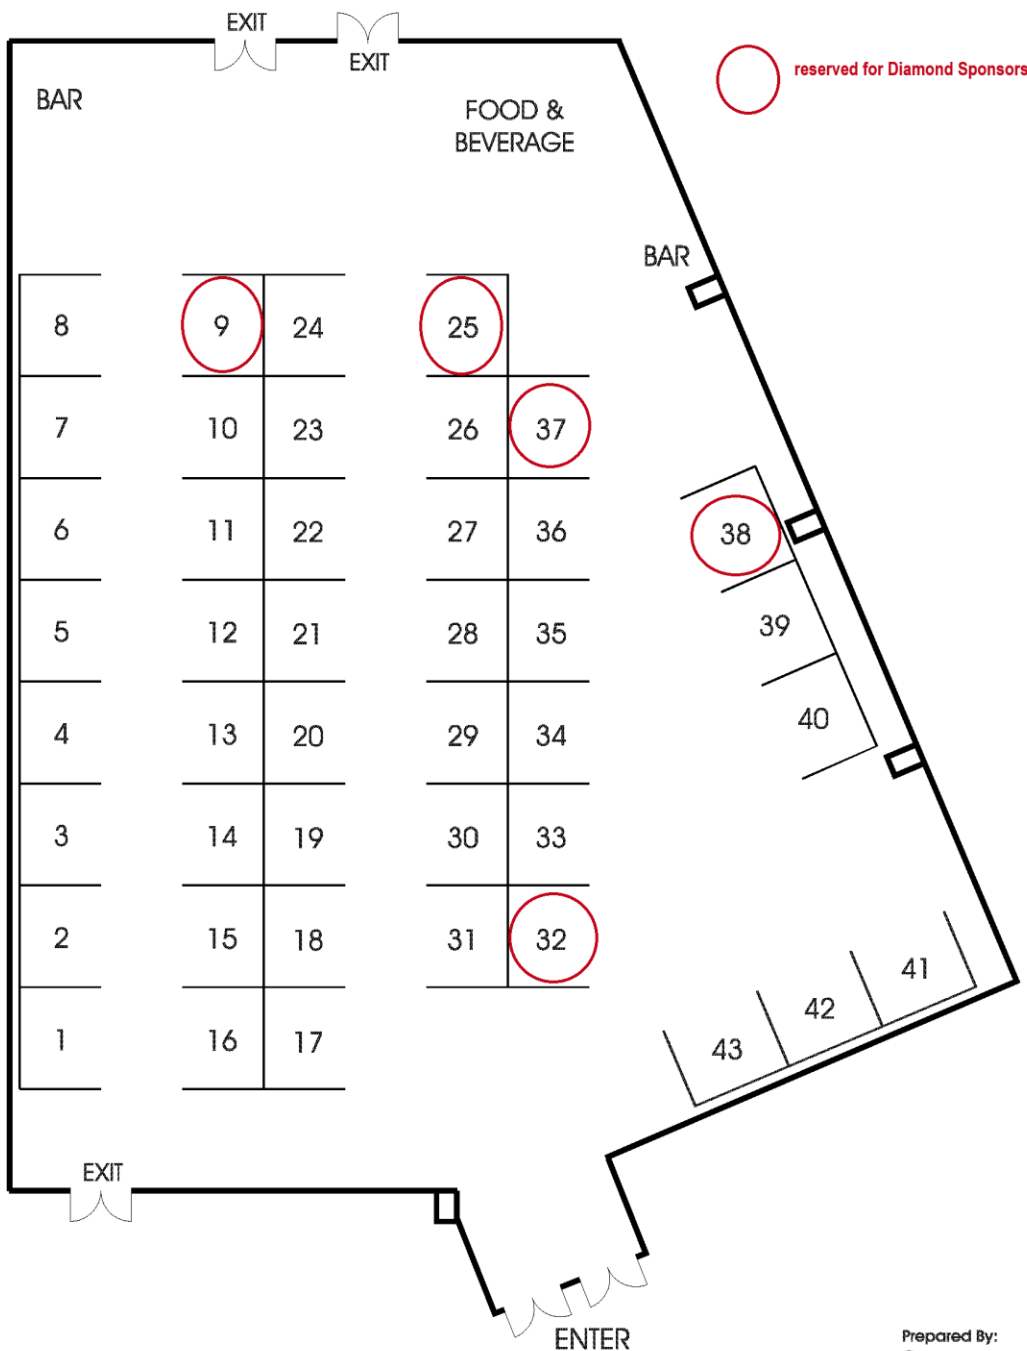 EXIT
EXIT
reserved for Diamond Sponsors
BAR
FOOD &
BEVERAGE
BAR
8 9 24 25
7 10 23 26 37
6 11 22 27 36 38
5 12 21 28 35 39
4 13 20 29 34 40
3 14 19 30 33
2 15 18 31 32 41
1 16 17 43 42
EXIT
ENTER
Prepared By: